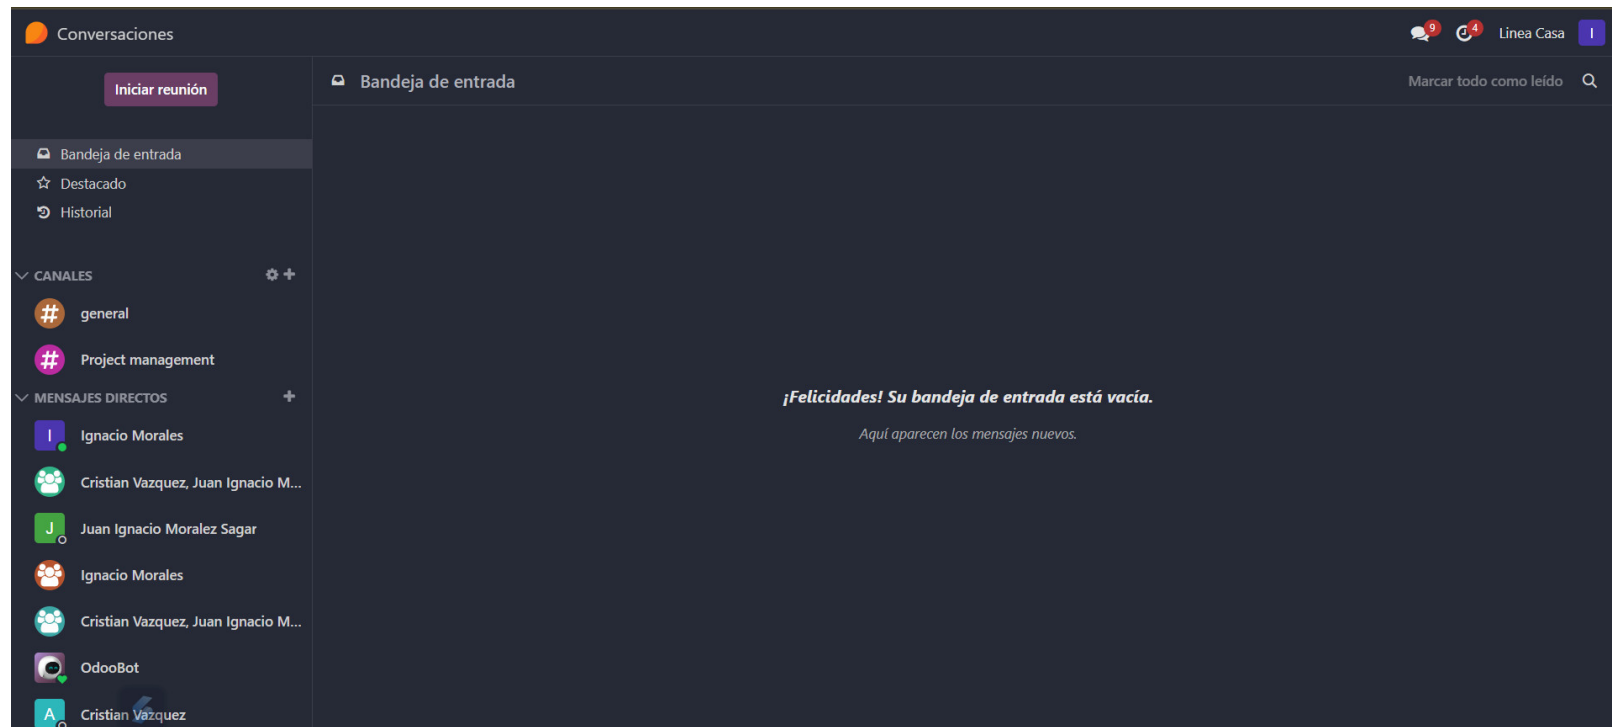 Conversaciones
9
4
Linea Casa
I
Iniciar reunión
Bandeja de entrada
Marcar todo como leído
Bandeja de entrada
Destacado
Historial
CANALES
# general
# Project management
MENSAJES DIRECTOS
I
Ignacio Morales
Cristian Vazquez, Juan Ignacio M...
J
Juan Ignacio Moralez Sagar
Ignacio Morales
Cristian Vazquez, Juan Ignacio M...
OdooBot
A
Cristian Vazquez
¡Felicidades! Su bandeja de entrada está vacía.
Aquí aparecen los mensajes nuevos.